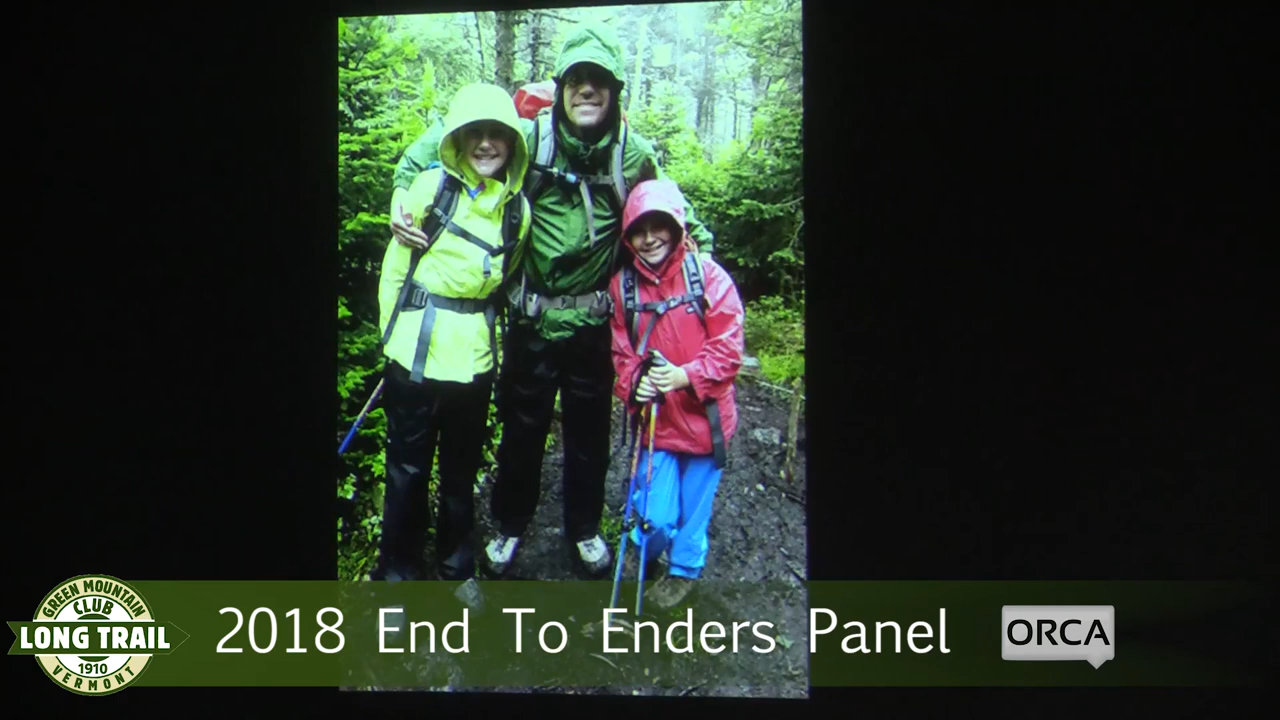 GREEN MOUNTAIN
CLUB
LONG TRAIL
1910
VERMONT
2018 End To Enders Panel
ORCA